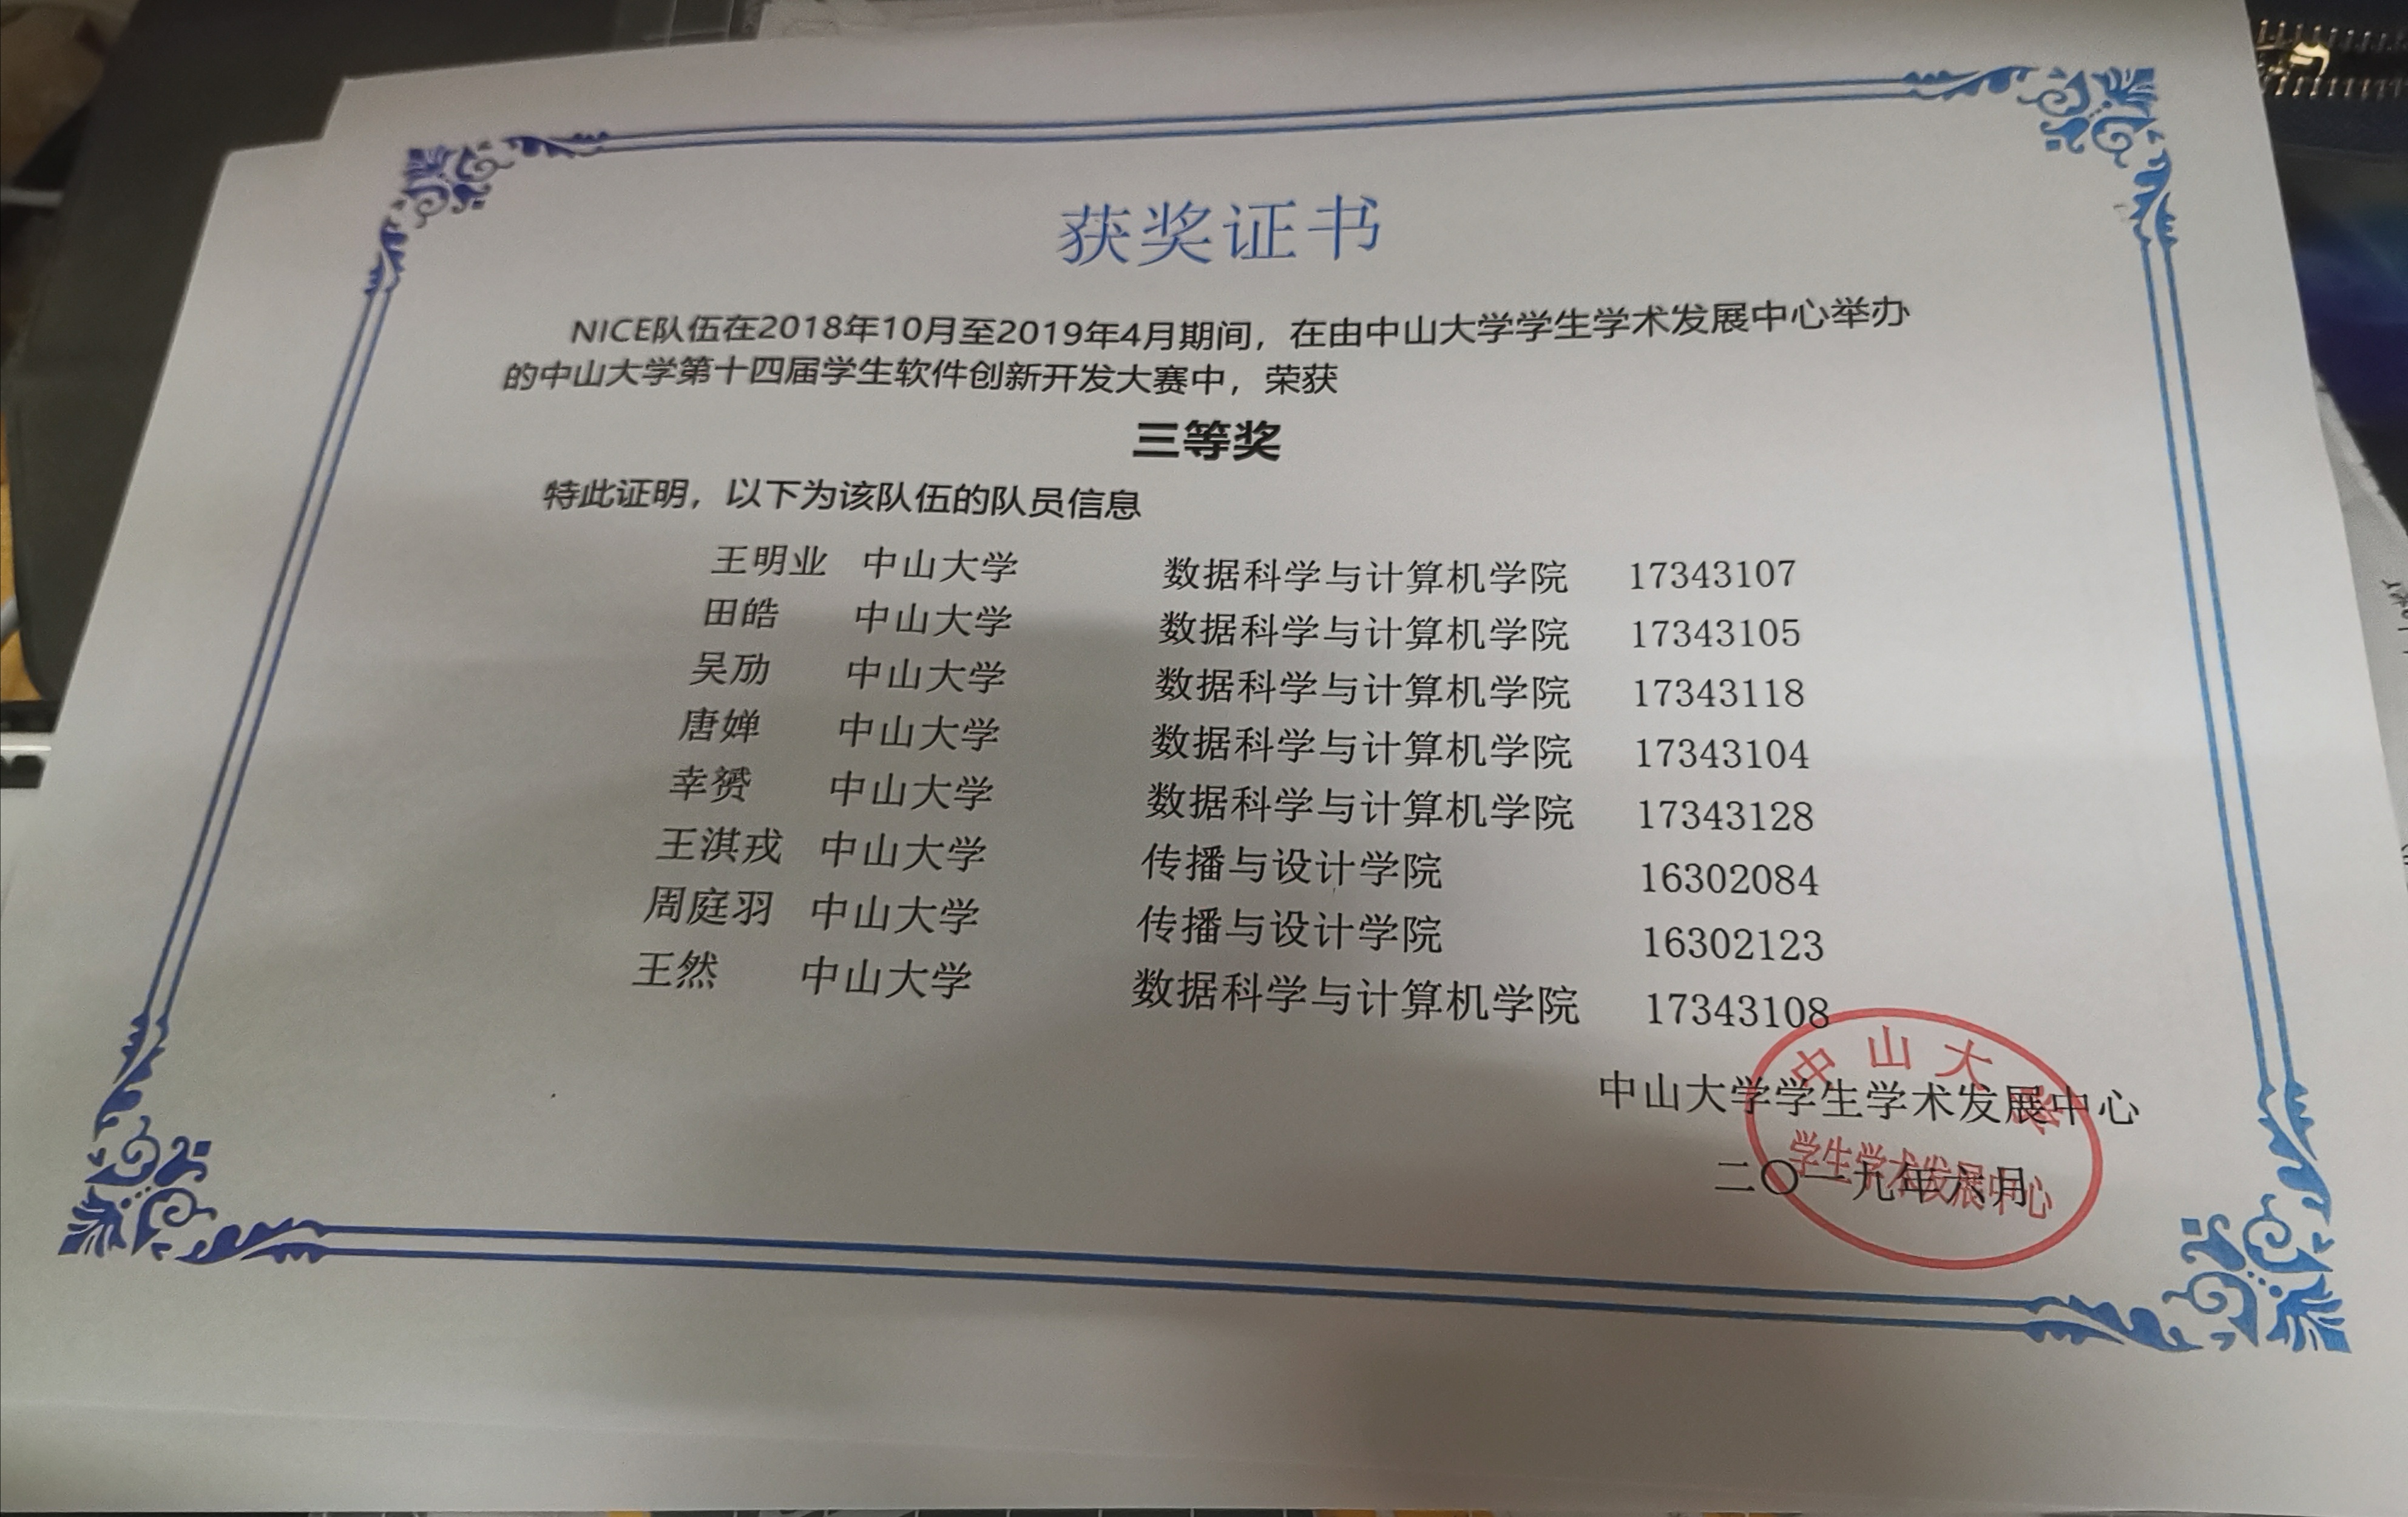 获奖证书
NICE队伍在2018年10月至2019年4月期间，在由中山大学学生学术发展中心举办
的中山大学第十四届学生软件创新开发大赛中，荣获
三等奖
特此证明，以下为该队伍的队员信息
王明业 中山大学 数据科学与计算机学院 17343107
田皓 中山大学 数据科学与计算机学院 17343105
吴劢 中山大学 数据科学与计算机学院 17343118
唐婵 中山大学 数据科学与计算机学院 17343104
幸赟 中山大学 数据科学与计算机学院 17343128
王淇戎 中山大学 传播与设计学院 16302084
周庭羽 中山大学 传播与设计学院 16302123
王然 中山大学 数据科学与计算机学院 17343108
中山大学学生学术发展中心
二〇一九年六月
中山大学
学生学术发展中心